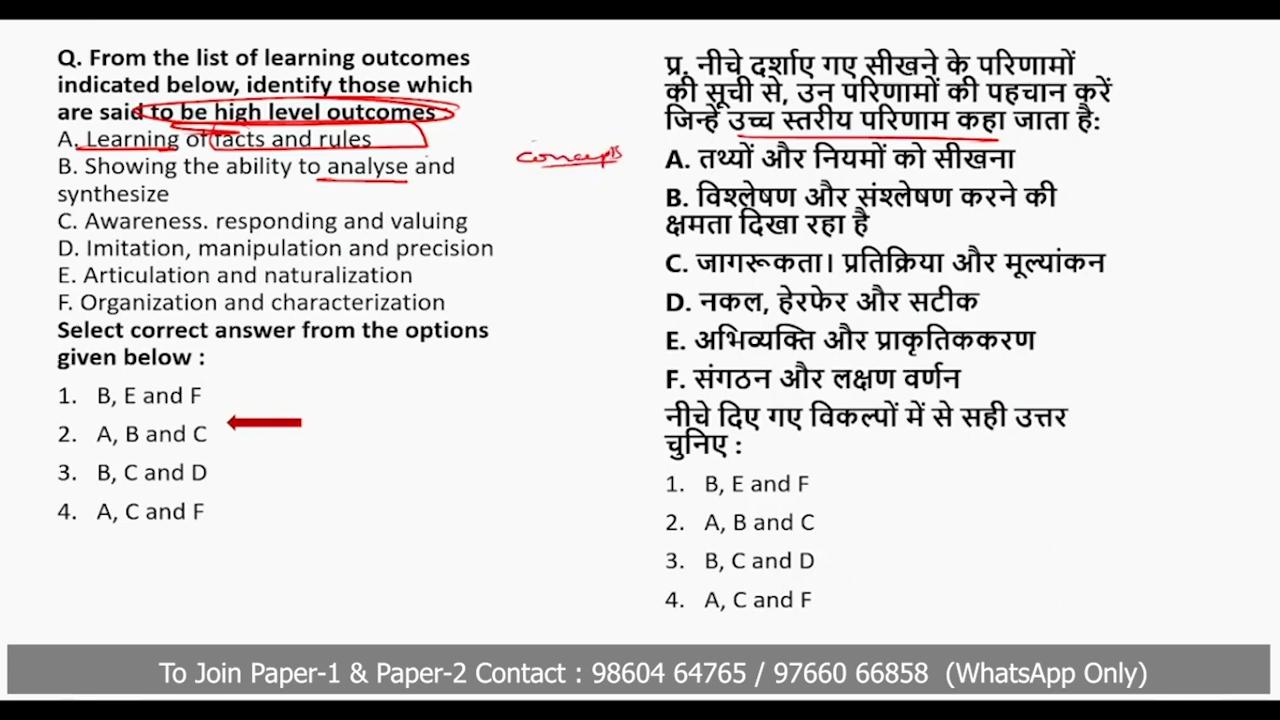 Q. From the list of learning outcomes
indicated below, identify those which
are said to be high level outcomes :
A. Learning of facts and rules
B. Showing the ability to analyse and
synthesize
C. Awareness. responding and valuing
D. Imitation, manipulation and precision
E. Articulation and naturalization
F. Organization and characterization
Select correct answer from the options
given below :
1. B, E and F
2. A, B and C
3. B, C and D
4. A, C and F
concepts
प्र. नीचे दर्शाए गए सीखने के परिणामों
की सूची से, उन परिणामों की पहचान करें
जिन्हें उच्च स्तरीय परिणाम कहा जाता है:
A. तथ्यों और नियमों को सीखना
B. विश्लेषण और संश्लेषण करने की
क्षमता दिखा रहा है
C. जागरूकता। प्रतिक्रिया और मूल्यांकन
D. नकल, हेरफेर और सटीक
E. अभिव्यक्ति और प्राकृतिककरण
F. संगठन और लक्षण वर्णन
नीचे दिए गए विकल्पों में से सही उत्तर
चुनिए :
1. B, E and F
2. A, B and C
3. B, C and D
4. A, C and F
To Join Paper-1 & Paper-2 Contact : 98604 64765 / 97660 66858 (WhatsApp Only)